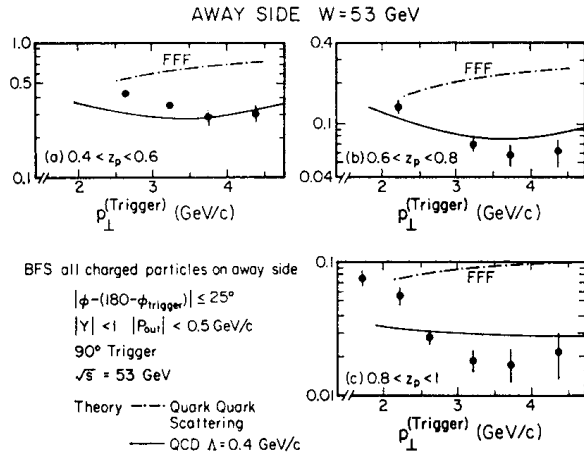 AWAY SIDE W = 53 GeV
1.0
0.5
0.1
FFF
(a) 0.4 < z_p < 0.6
2 3 4
p_⊥^(Trigger) (GeV/c)
0.4
0.1
0.04
FFF
(b) 0.6 < z_p < 0.8
2 3 4
p_⊥^(Trigger) (GeV/c)
BFS all charged particles on away side
|ϕ-(180-ϕ_trigger)| ≤ 25°
|Y| < 1 |P_out| < 0.5 GeV/c
90° Trigger
√s = 53 GeV
Theory —·—·— Quark Quark
Scattering
—— QCD Λ = 0.4 GeV/c
0.1
0.01
FFF
(c) 0.8 < z_p < 1
2 3 4
p_⊥^(Trigger) (GeV/c)